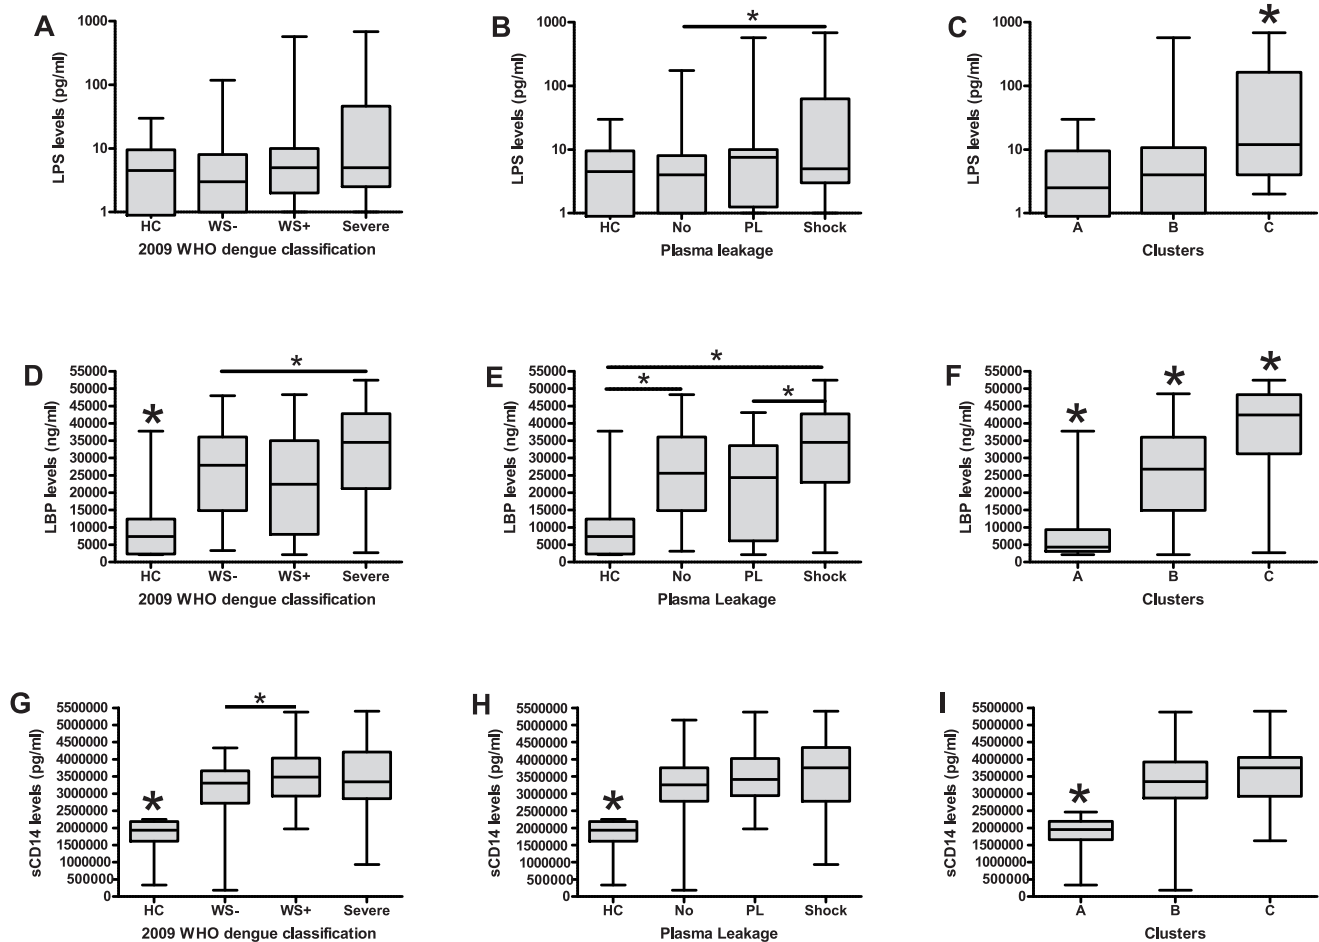 A
LPS levels (pg/ml)
1000
100
10
1
HC WS- WS+ Severe
2009 WHO dengue classification
B
LPS levels (pg/ml)
1000
100
10
1
*
HC No PL Shock
Plasma leakage
C
LPS levels (pg/ml)
1000
100
10
1
*
A B C
Clusters
D
LBP levels (ng/ml)
55000
50000
45000
40000
35000
30000
25000
20000
15000
10000
5000
0
*
*
HC WS- WS+ Severe
2009 WHO dengue classification
E
LBP levels (ng/ml)
55000
50000
45000
40000
35000
30000
25000
20000
15000
10000
5000
0
*
* *
HC No PL Shock
Plasma Leakage
F
LBP levels (ng/ml)
55000
50000
45000
40000
35000
30000
25000
20000
15000
10000
5000
0
* * *
A B C
Clusters
G
sCD14 levels (pg/ml)
5500000
5000000
4500000
4000000
3500000
3000000
2500000
2000000
1500000
1000000
500000
0
*
*
HC WS- WS+ Severe
2009 WHO dengue classification
H
sCD14 levels (pg/ml)
5500000
5000000
4500000
4000000
3500000
3000000
2500000
2000000
1500000
1000000
500000
0
*
HC No PL Shock
Plasma Leakage
I
sCD14 levels (pg/ml)
5500000
5000000
4500000
4000000
3500000
3000000
2500000
2000000
1500000
1000000
500000
0
*
A B C
Clusters